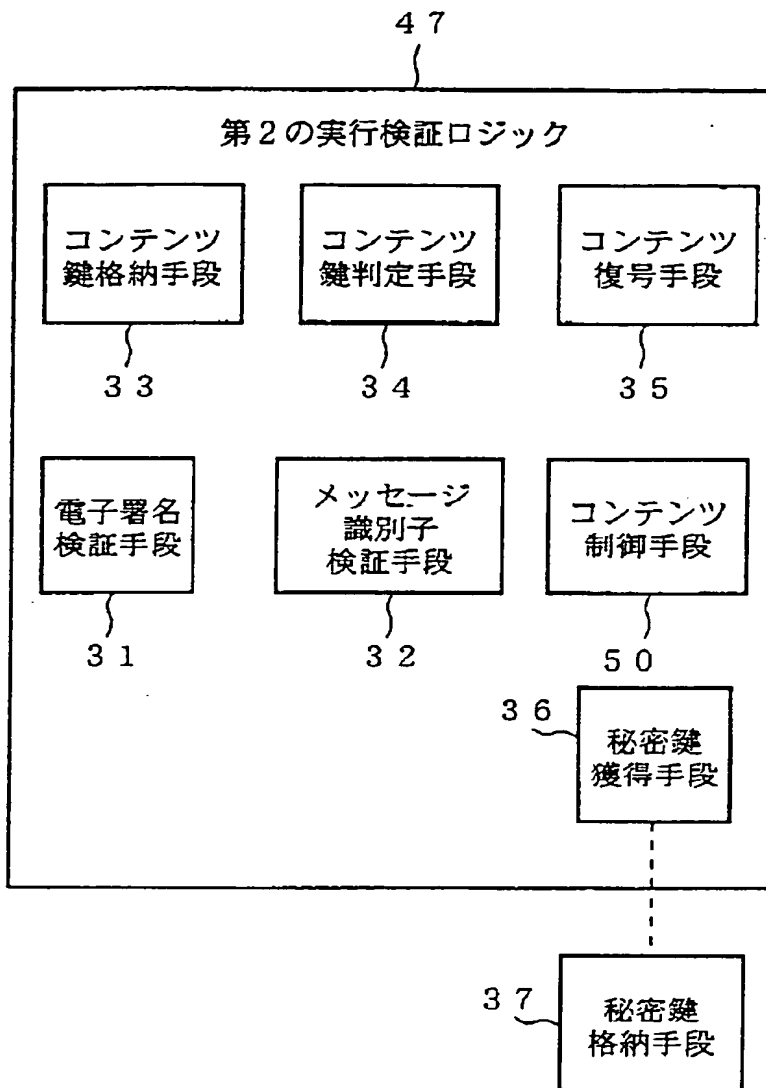 ４７
第２の実行検証ロジック
コンテンツ
鍵格納手段
３３
コンテンツ
鍵判定手段
３４
コンテンツ
復号手段
３５
電子署名
検証手段
３１
メッセージ
識別子
検証手段
３２
コンテンツ
制御手段
５０
３６
秘密鍵
獲得手段
３７
秘密鍵
格納手段